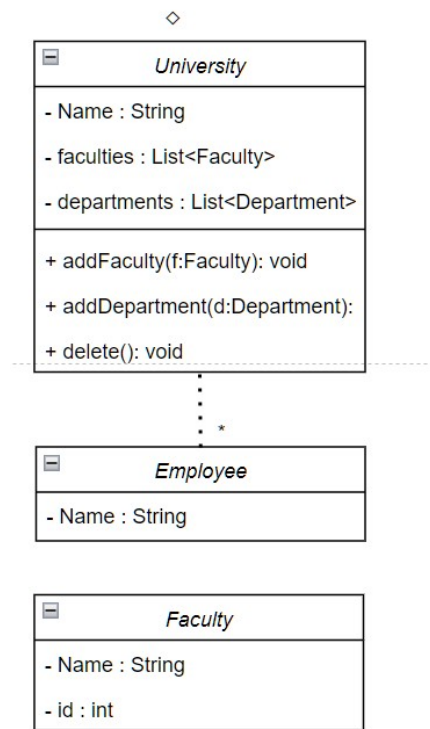 University
- Name : String
- faculties : List<Faculty>
- departments : List<Department>
+ addFaculty(f:Faculty): void
+ addDepartment(d:Department):
+ delete(): void
*
Employee
- Name : String
Faculty
- Name : String
- id : int